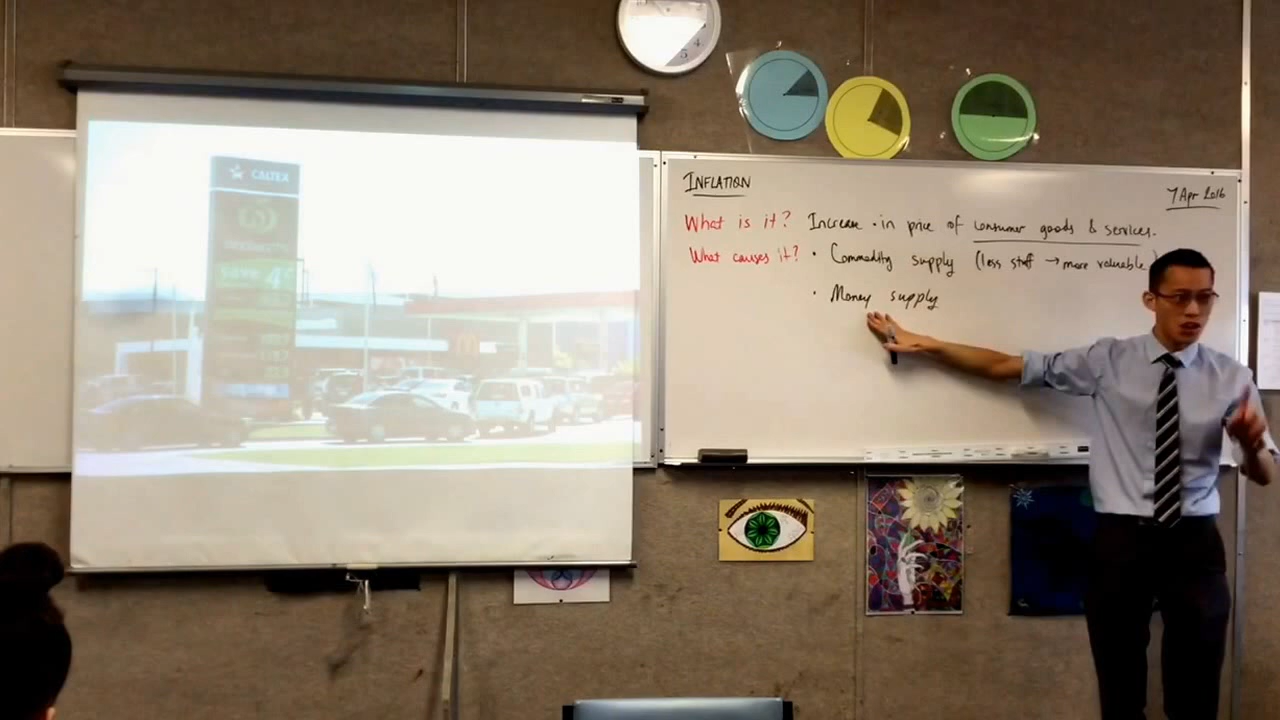 CALTEX
INFLATION
7 Apr 2016
What is it? Increase in price of consumer goods & services.
What causes it? • Commodity supply (less stuff → more valuable)
• Money supply